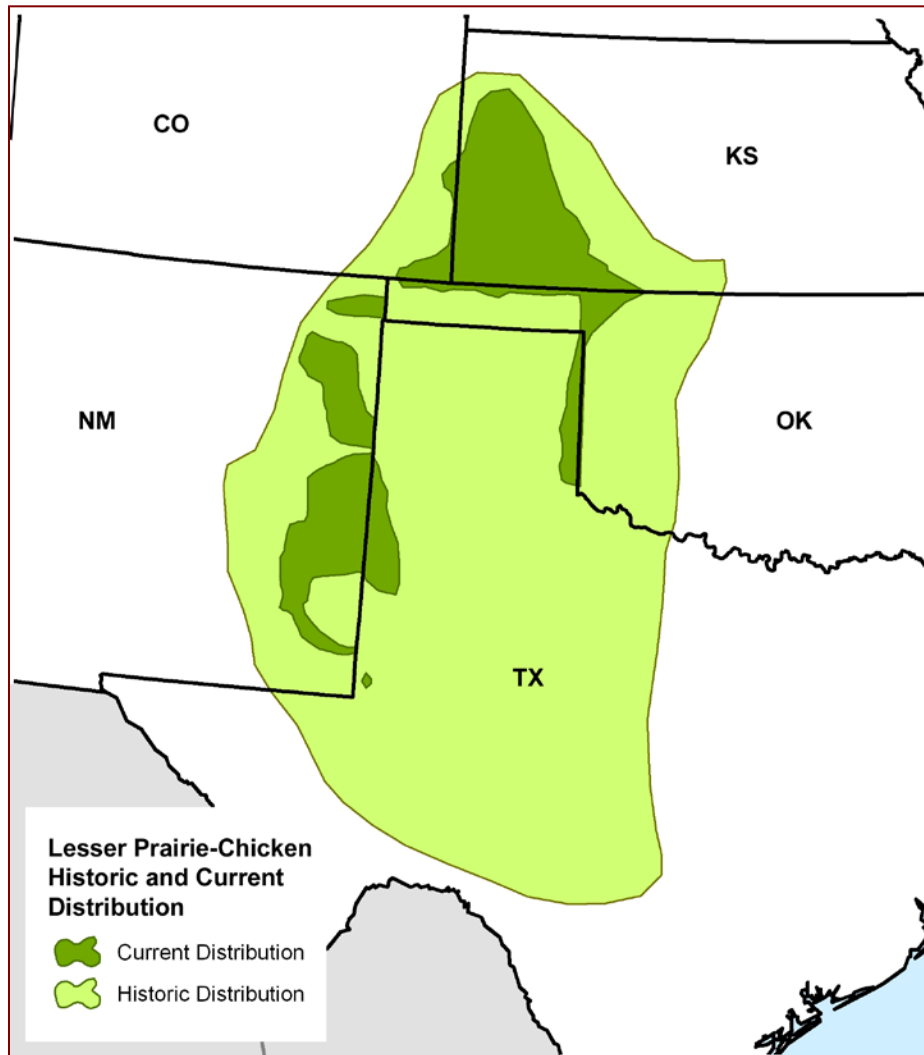 CO
KS
NM
OK
TX
Lesser Prairie-Chicken
Historic and Current
Distribution
Current Distribution
Historic Distribution